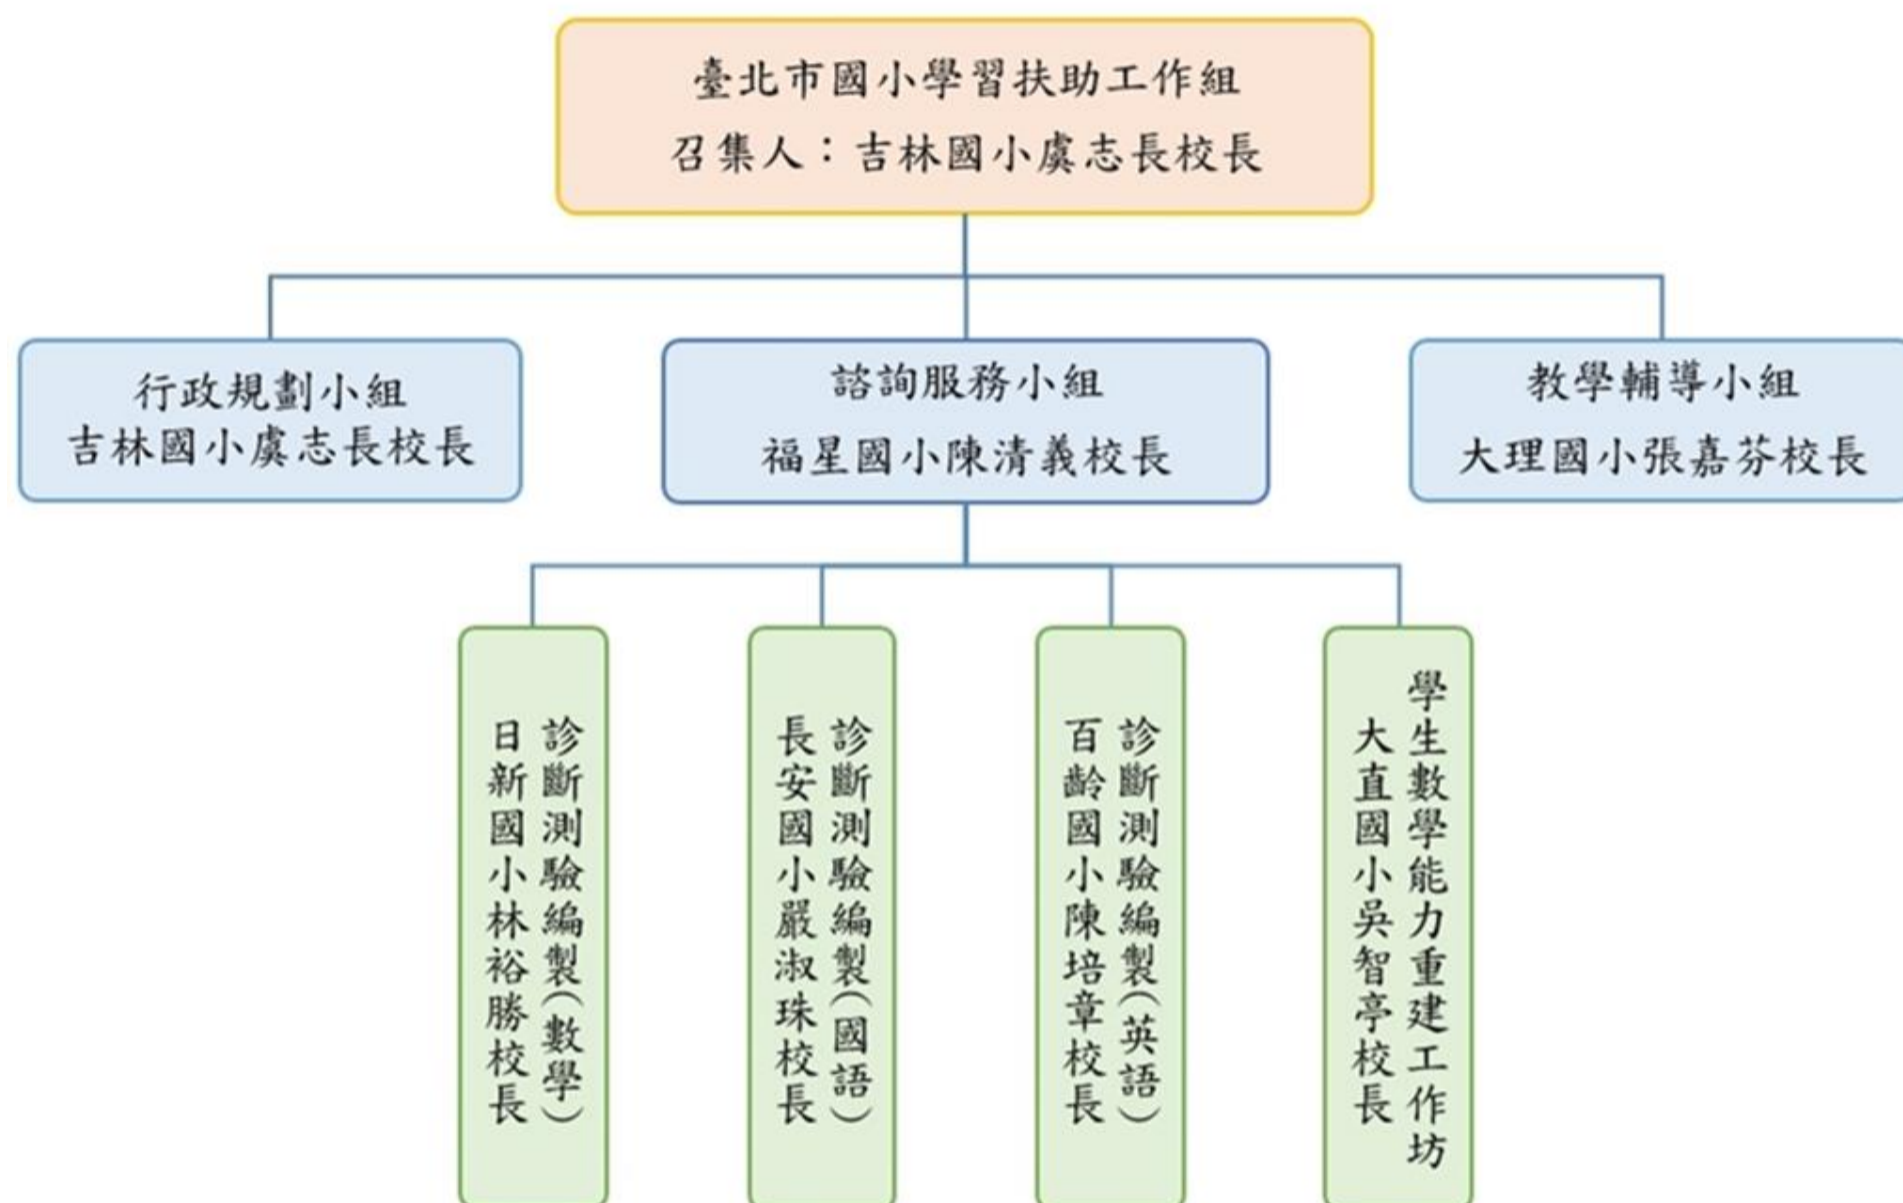 臺北市國小學習扶助工作組
召集人：吉林國小虞志長校長
行政規劃小組
吉林國小虞志長校長
諮詢服務小組
福星國小陳清義校長
教學輔導小組
大理國小張嘉芬校長
診斷測驗編製(數學)
日新國小林裕勝校長
診斷測驗編製(國語)
長安國小嚴淑珠校長
診斷測驗編製(英語)
百齡國小陳培章校長
學生數學能力重建工作坊
大直國小吳智亭校長